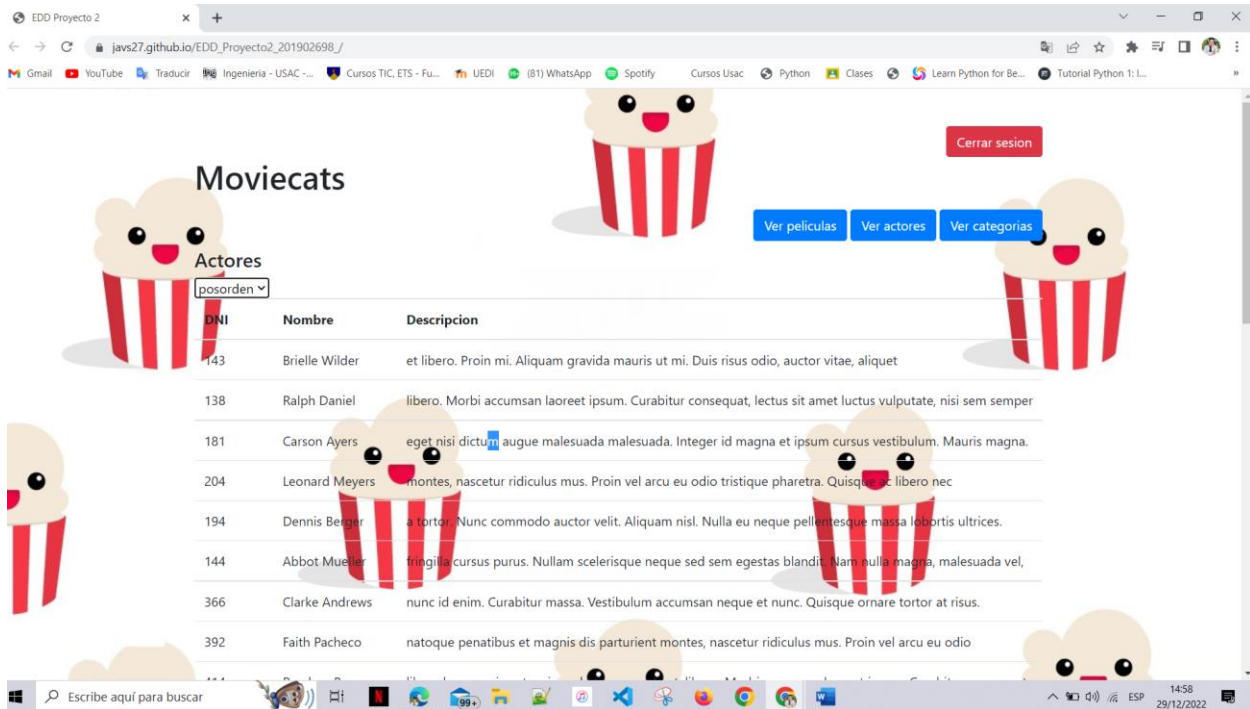 EDD Proyecto 2
javs27.github.io/EDD_Proyecto2_201902698_/
Gmail YouTube Traducir Ingenieria - USAC -... Cursos TIC, ETS - Fu... UEDI (81) WhatsApp Spotify Cursos Usac Python Clases Learn Python for Be... Tutorial Python 1: I... »
Cerrar sesion
Moviecats
Ver peliculas Ver actores Ver categorias
Actores
posorden
DNI Nombre Descripcion
143 Brielle Wilder et libero. Proin mi. Aliquam gravida mauris ut mi. Duis risus odio, auctor vitae, aliquet
138 Ralph Daniel libero. Morbi accumsan laoreet ipsum. Curabitur consequat, lectus sit amet luctus vulputate, nisi sem semper
181 Carson Ayers eget nisi dictum augue malesuada malesuada. Integer id magna et ipsum cursus vestibulum. Mauris magna.
204 Leonard Meyers montes, nascetur ridiculus mus. Proin vel arcu eu odio tristique pharetra. Quisque ac libero nec
194 Dennis Berger a tortor. Nunc commodo auctor velit. Aliquam nisl. Nulla eu neque pellentesque massa lobortis ultrices.
144 Abbot Mueller fringilla cursus purus. Nullam scelerisque neque sed sem egestas blandit. Nam nulla magna, malesuada vel,
366 Clarke Andrews nunc id enim. Curabitur massa. Vestibulum accumsan neque et nunc. Quisque ornare tortor at risus.
392 Faith Pacheco natoque penatibus et magnis dis parturient montes, nascetur ridiculus mus. Proin vel arcu eu odio
Escribe aquí para buscar 99+ ESP 14:58
29/12/2022